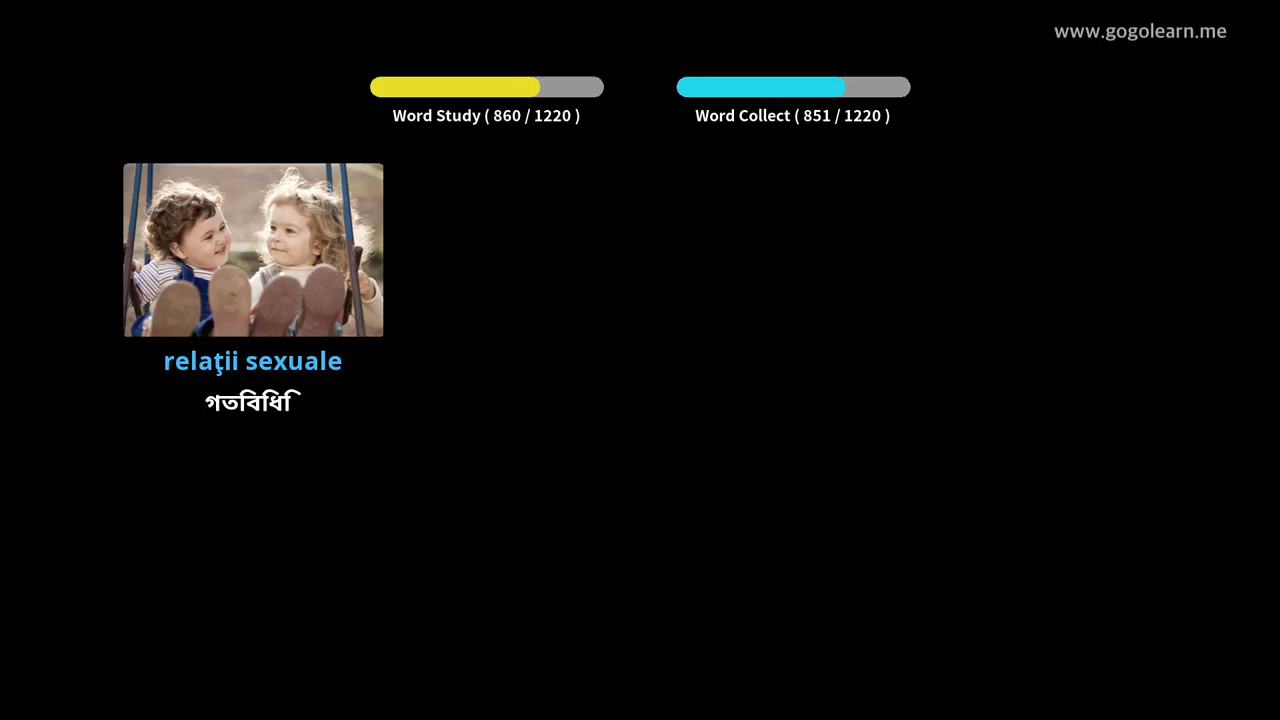 www.gogolearn.me
Word Study ( 860 / 1220 )
Word Collect ( 851 / 1220 )
relaţii sexuale
গতিবিধি